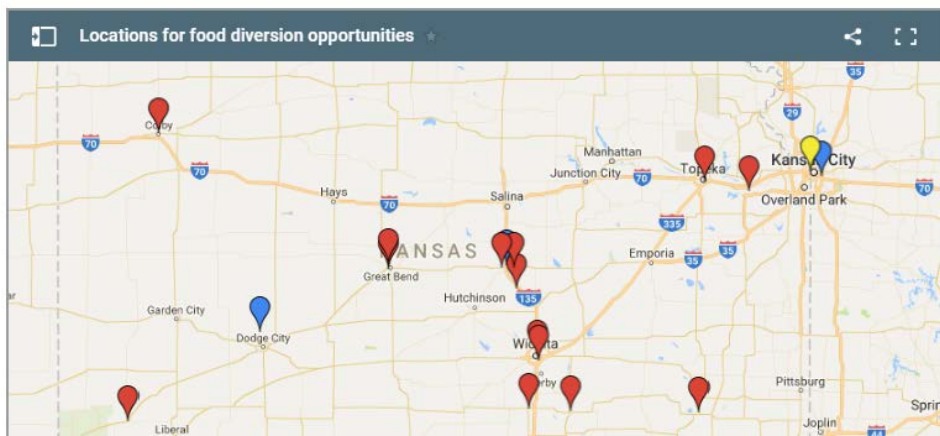 Locations for food diversion opportunities
35
29
Colby
70
Manhattan
Kansas City
Junction City
70
Topeka
70
70
Hays
70
Salina
Overland Park
335
KANSAS
Emporia
35
35
Great Bend
Hutchinson
135
Garden City
Dodge City
Wichita
Derby
Pittsburg
Liberal
Joplin
44